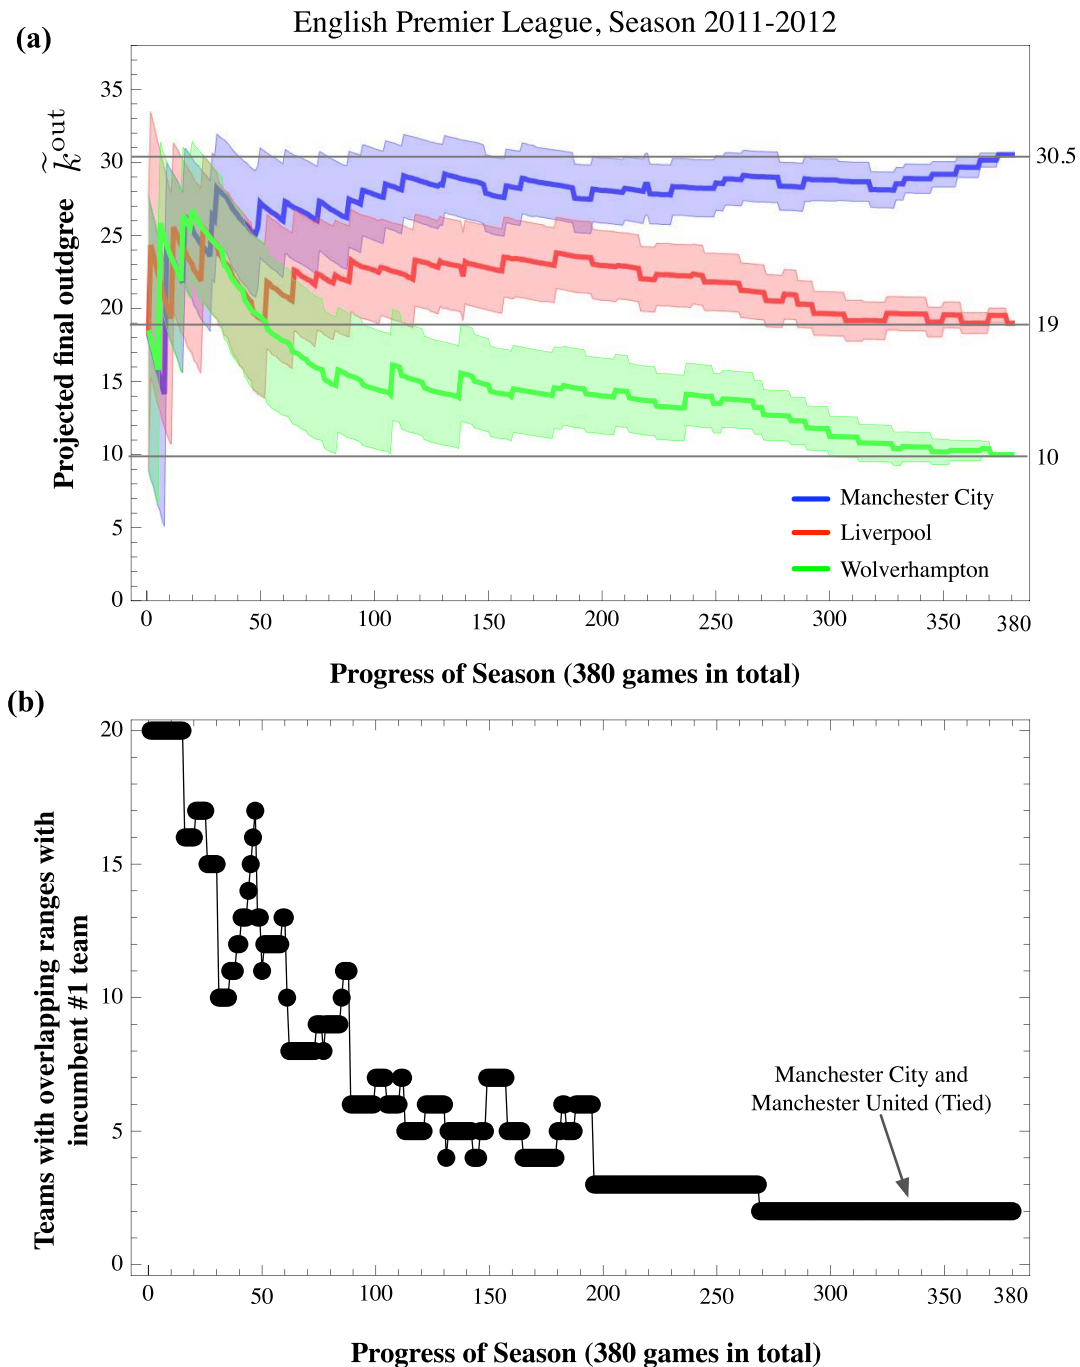 English Premier League, Season 2011-2012
(a)
Projected final outdgree k̃^out
35
30
25
20
15
10
5
0
30.5
19
10
Manchester City
Liverpool
Wolverhampton
0 50 100 150 200 250 300 350 380
Progress of Season (380 games in total)
(b)
Teams with overlapping ranges with
incumbent #1 team
20
15
10
5
0
Manchester City and
Manchester United (Tied)
0 50 100 150 200 250 300 350 380
Progress of Season (380 games in total)